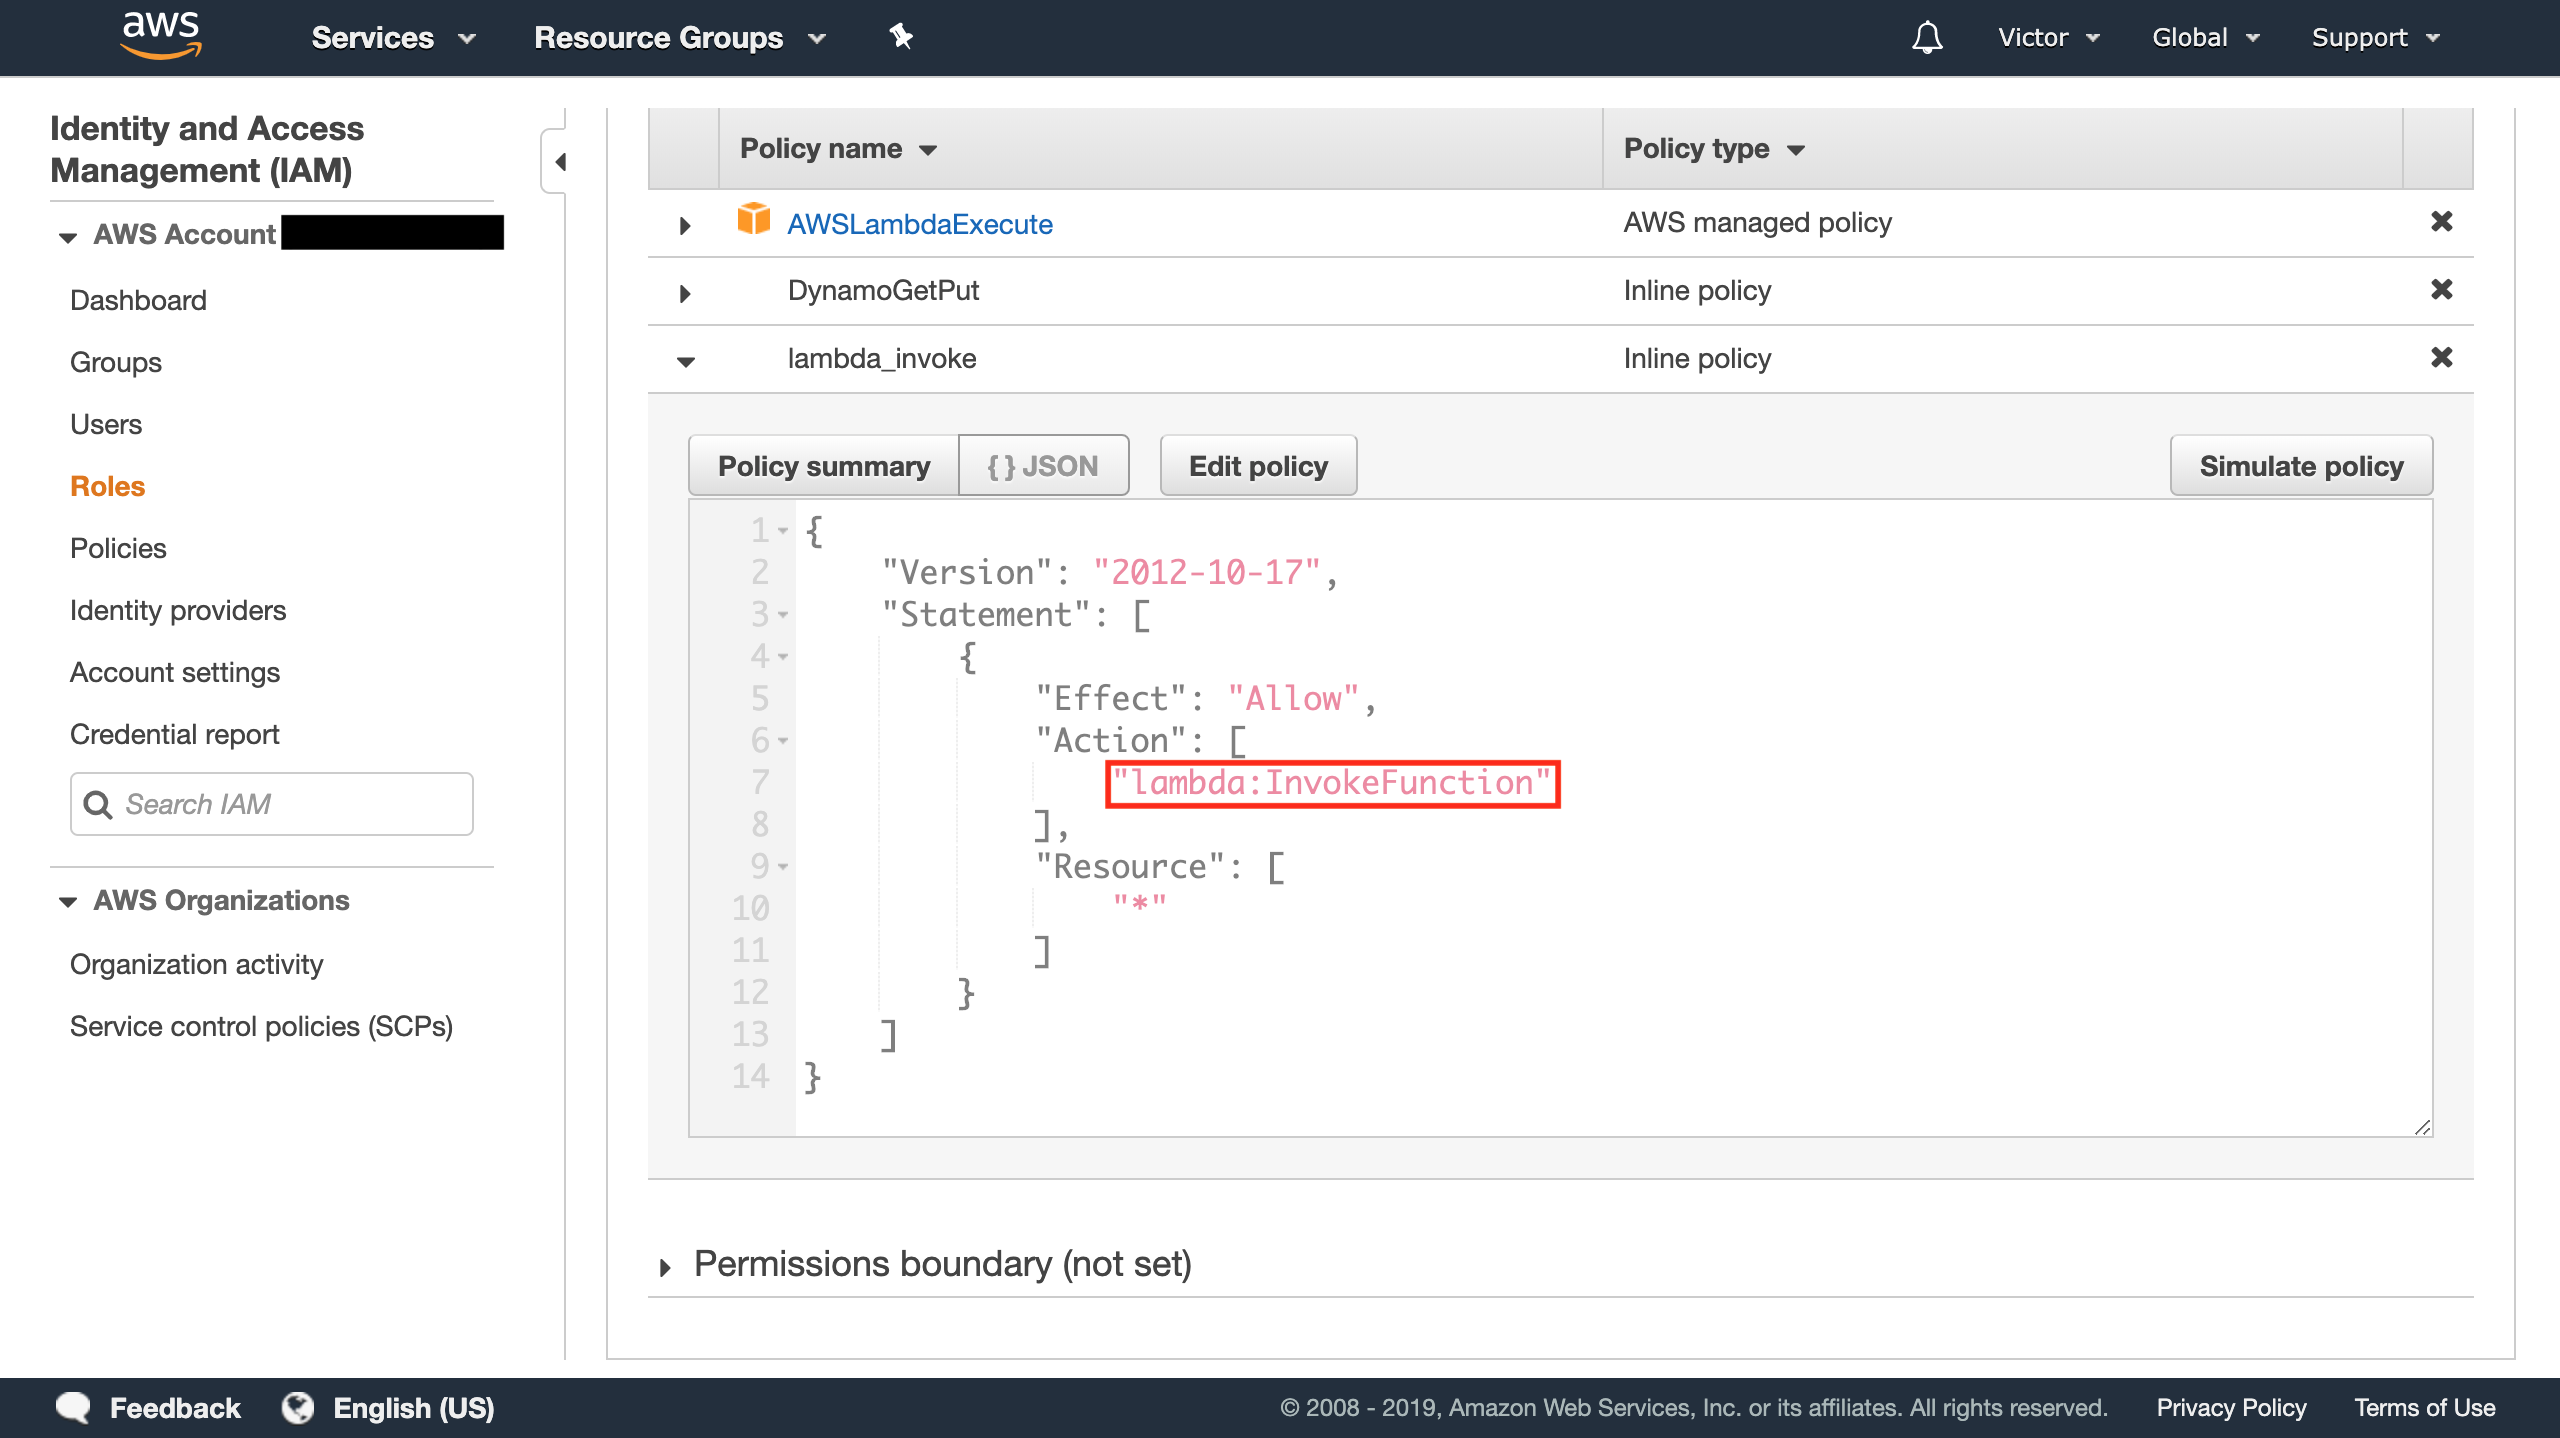 aws Services Resource Groups Victor Global Support
Identity and Access
Management (IAM)
AWS Account
Dashboard
Groups
Users
Roles
Policies
Identity providers
Account settings
Credential report
Search IAM
AWS Organizations
Organization activity
Service control policies (SCPs)
Policy name Policy type
AWSLambdaExecute AWS managed policy
DynamoGetPut Inline policy
lambda_invoke Inline policy
Policy summary { } JSON Edit policy Simulate policy
1 {
2     "Version": "2012-10-17",
3     "Statement": [
4         {
5             "Effect": "Allow",
6             "Action": [
7                 "lambda:InvokeFunction"
8             ],
9             "Resource": [
10                 "*"
11             ]
12         }
13     ]
14 }
Permissions boundary (not set)
Feedback English (US) © 2008 - 2019, Amazon Web Services, Inc. or its affiliates. All rights reserved. Privacy Policy Terms of Use